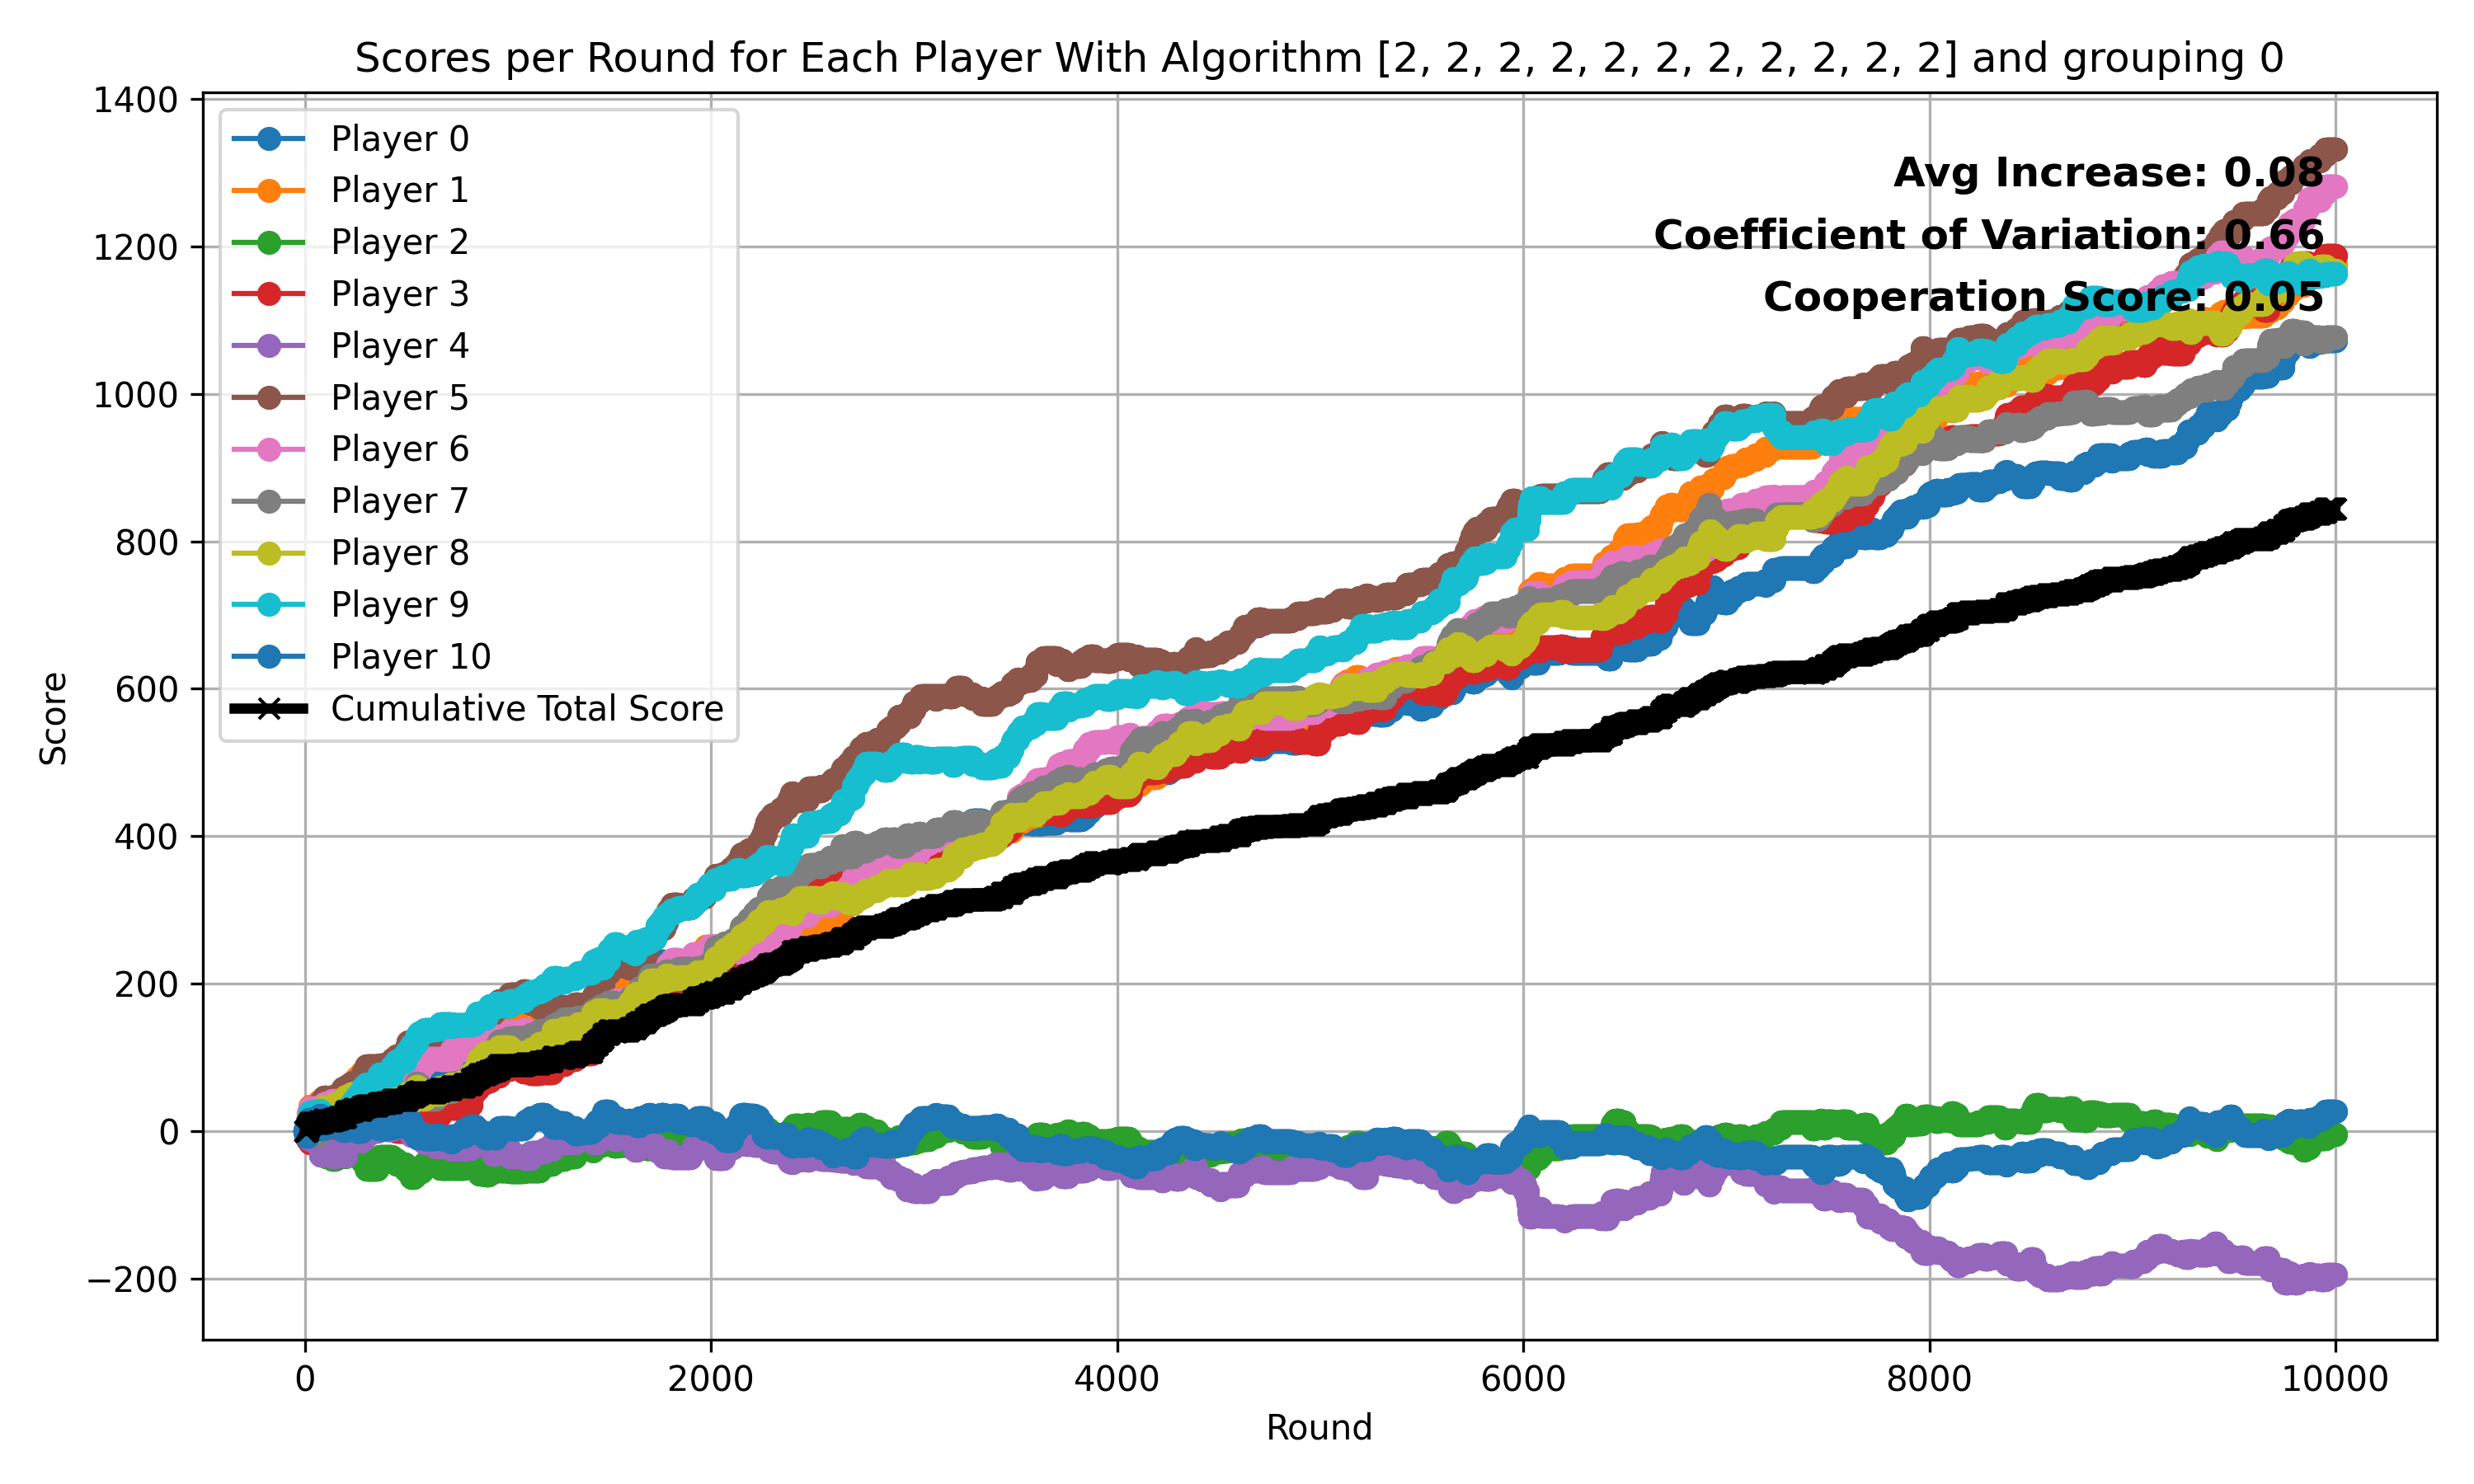 Scores per Round for Each Player With Algorithm [2, 2, 2, 2, 2, 2, 2, 2, 2, 2, 2] and grouping 0
1400
1200
1000
800
600
400
200
0
−200
Score
Player 0
Player 1
Player 2
Player 3
Player 4
Player 5
Player 6
Player 7
Player 8
Player 9
Player 10
Cumulative Total Score
Avg Increase: 0.08
Coefficient of Variation: 0.66
Cooperation Score: 0.05
0
2000
4000
6000
8000
10000
Round